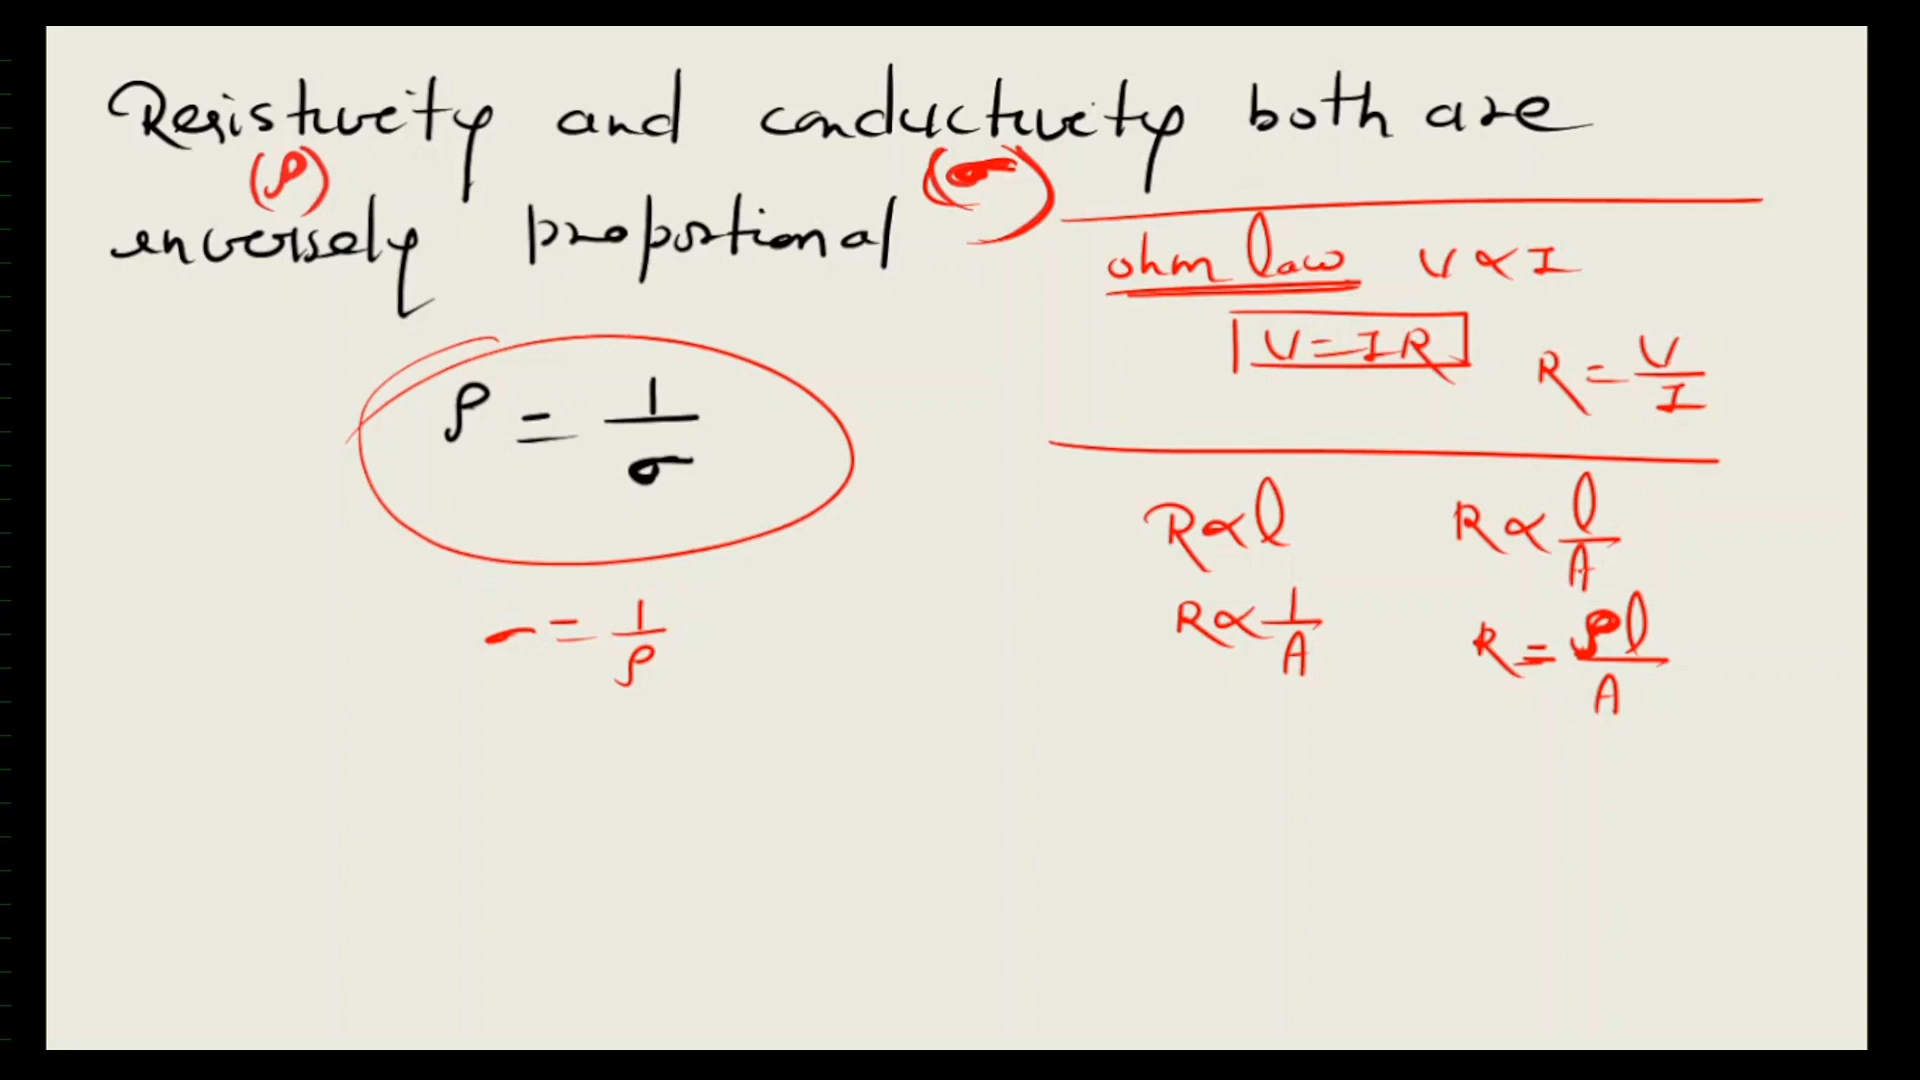 Resistivity and conductivity both are
(ρ) (σ)
inversely proportional
ρ = 1/σ
σ = 1/ρ
ohm law V ∝ I
V = IR
R = V/I
R ∝ l
R ∝ 1/A
R ∝ l/A
R = ρl/A